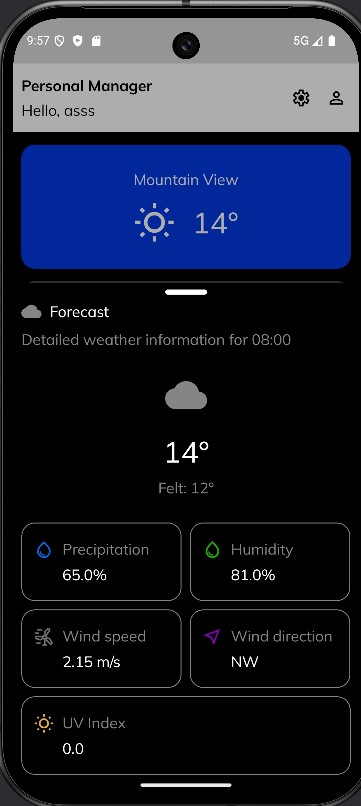 9:57 5G
Personal Manager
Hello, asss
Mountain View
14°
Forecast
Detailed weather information for 08:00
14°
Felt: 12°
Precipitation
65.0%
Humidity
81.0%
Wind speed
2.15 m/s
Wind direction
NW
UV Index
0.0